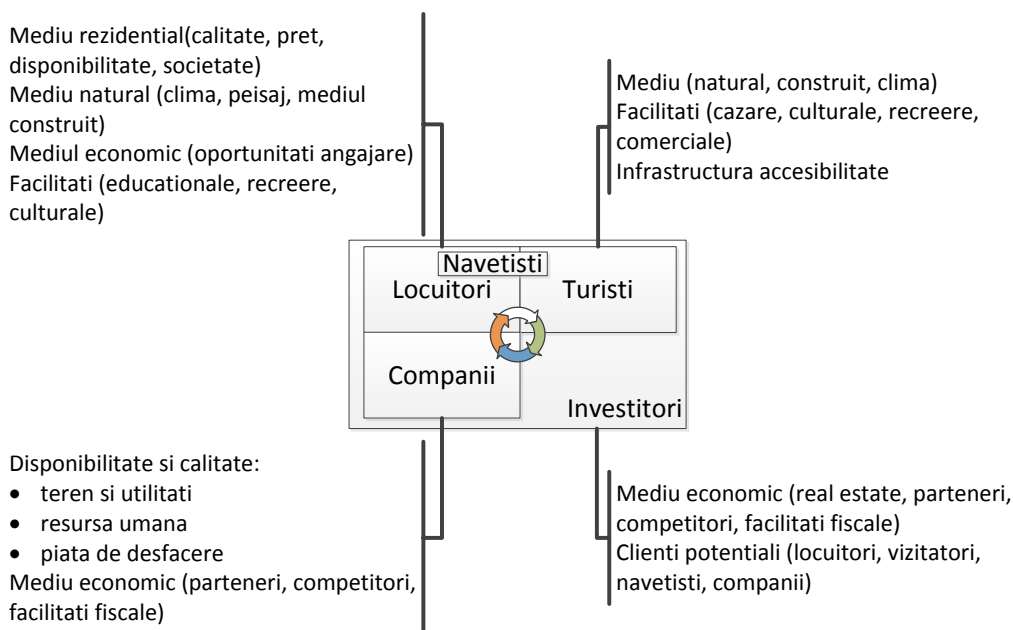 Mediu rezidential(calitate, pret,
disponibilitate, societate)
Mediu natural (clima, peisaj, mediul
construit)
Mediul economic (oportunitati angajare)
Facilitati (educationale, recreere,
culturale)
Mediu (natural, construit, clima)
Facilitati (cazare, culturale, recreere,
comerciale)
Infrastructura accesibilitate
Navetisti
Locuitori
Turisti
Companii
Investitori
Disponibilitate si calitate:
• teren si utilitati
• resursa umana
• piata de desfacere
Mediu economic (parteneri, competitori,
facilitati fiscale)
Mediu economic (real estate, parteneri,
competitori, facilitati fiscale)
Clienti potentiali (locuitori, vizitatori,
navetisti, companii)